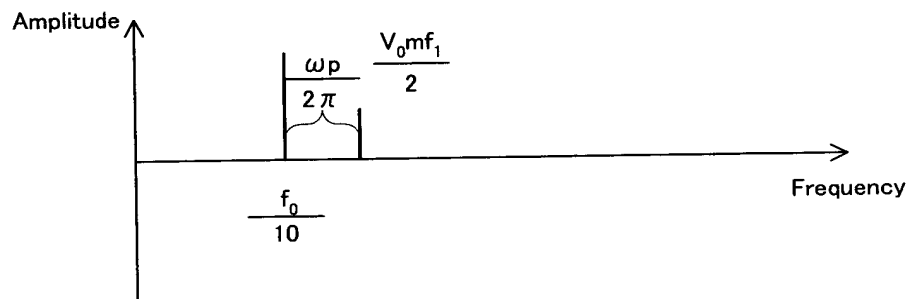 Amplitude
V₀mf₁
2
ωp
2π
f₀
10
Frequency